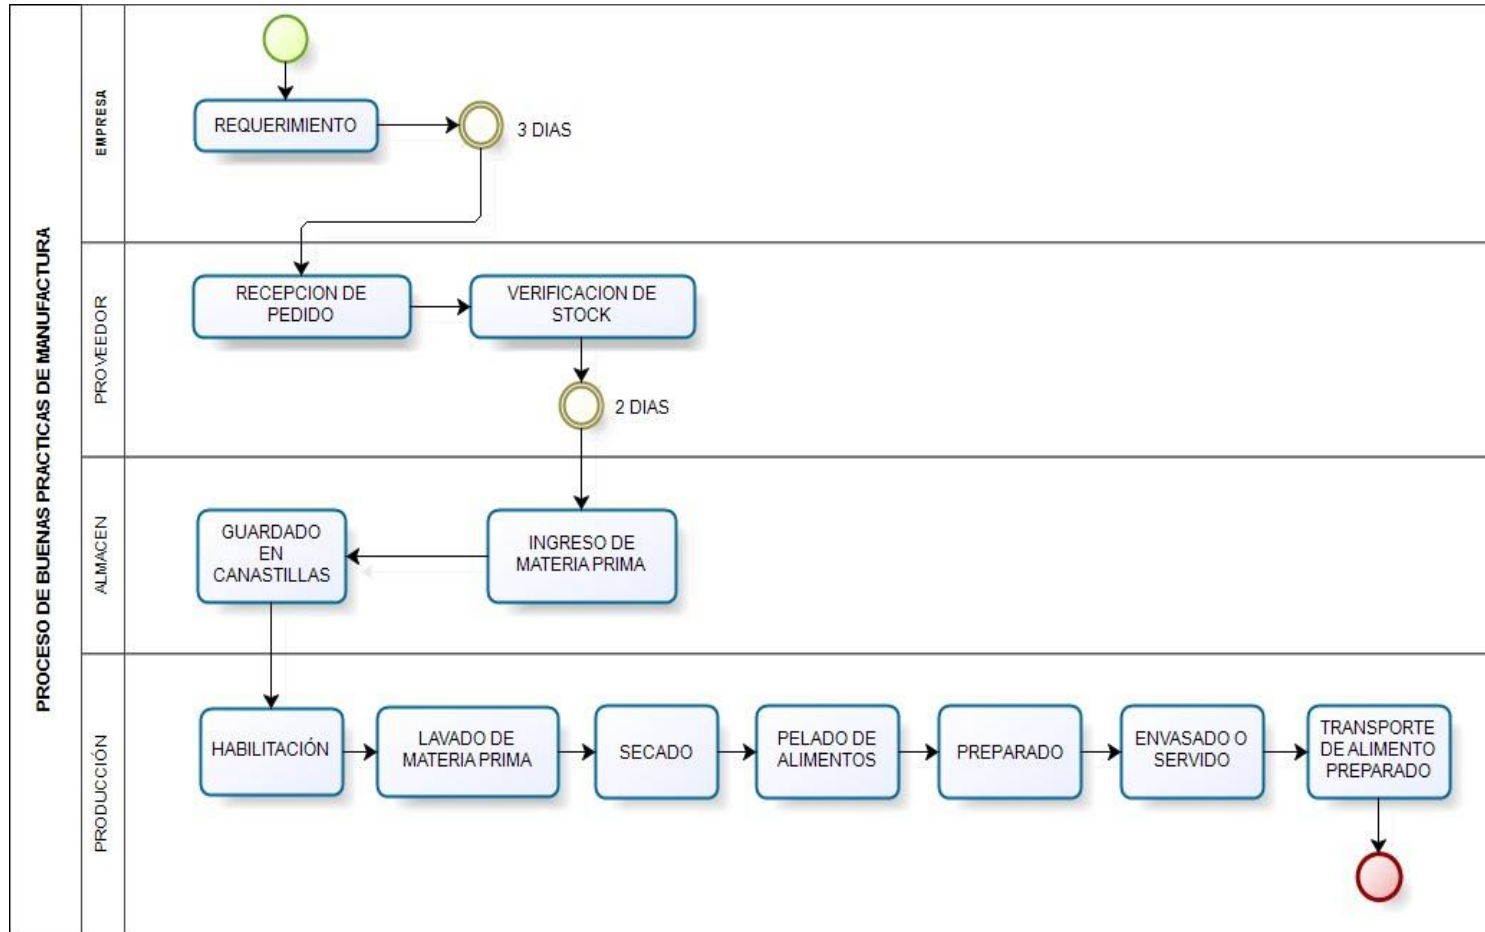 PROCESO DE BUENAS PRACTICAS DE MANUFACTURA
EMPRESA
REQUERIMIENTO
3 DIAS
PROVEEDOR
RECEPCION DE
PEDIDO
VERIFICACION DE
STOCK
2 DIAS
ALMACEN
GUARDADO
EN
CANASTILLAS
INGRESO DE
MATERIA PRIMA
PRODUCCIÓN
HABILITACIÓN
LAVADO DE
MATERIA PRIMA
SECADO
PELADO DE
ALIMENTOS
PREPARADO
ENVASADO O
SERVIDO
TRANSPORTE
DE ALIMENTO
PREPARADO